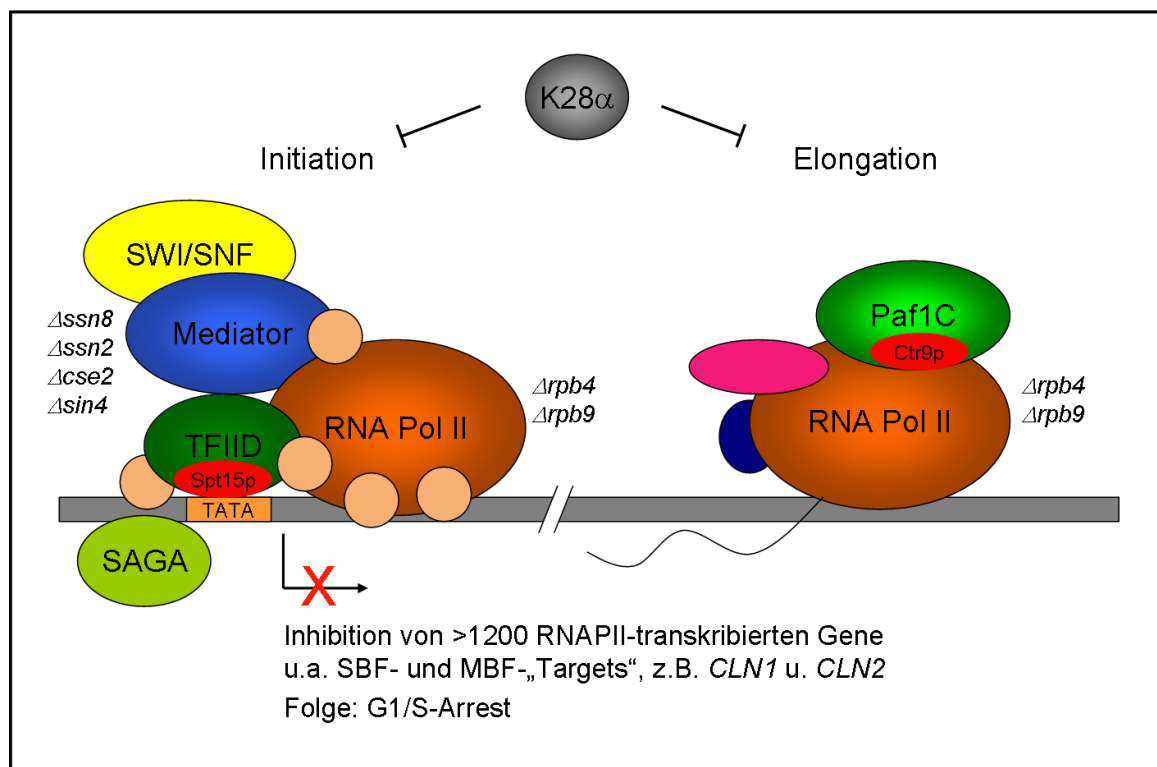 K28α
Initiation
Elongation
SWI/SNF
Mediator
Δssn8
Δssn2
Δcse2
Δsin4
TFIID
Spt15p
TATA
SAGA
RNA Pol II
Δrpb4
Δrpb9
Paf1C
Ctr9p
RNA Pol II
Δrpb4
Δrpb9
X
Inhibition von >1200 RNAPII-transkribierten Gene
u.a. SBF- und MBF-„Targets“, z.B. CLN1 u. CLN2
Folge: G1/S-Arrest